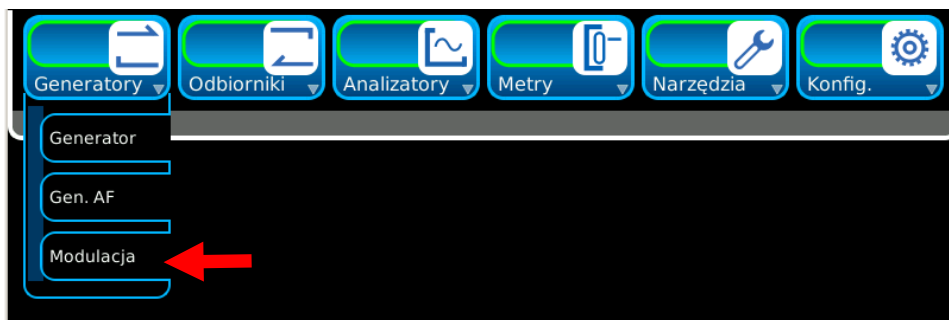 Generatory
Odbiorniki
Analizatory
Metry
Narzędzia
Konfig.
Generator
Gen. AF
Modulacja